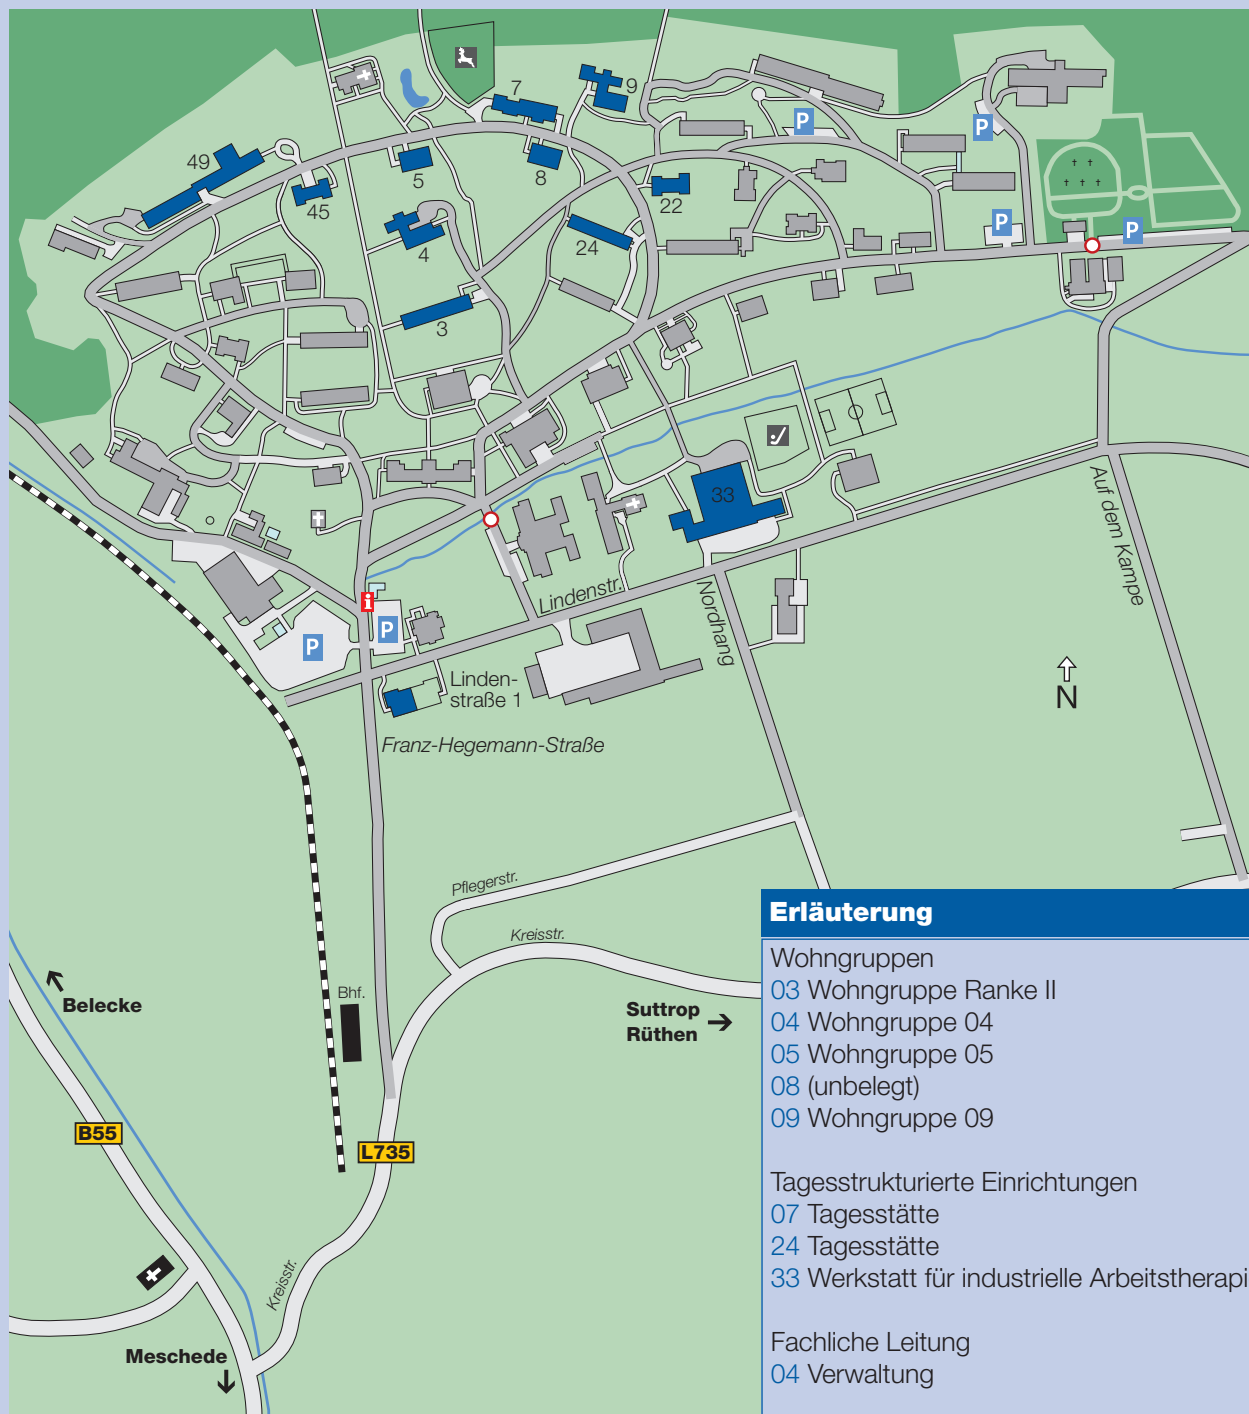 7
9
P
P
49
5
8
45
22
P
P
4
24
3
33
Auf dem Kampe
Lindenstr.
Nordhang
i
P
P
Linden-
straße 1
N
Franz-Hegemann-Straße
Pflegerstr.
Kreisstr.
Belecke
Bhf.
Suttrop
Rüthen
B55
L735
Kreisstr.
Meschede
Erläuterung
Wohngruppen
03 Wohngruppe Ranke II
04 Wohngruppe 04
05 Wohngruppe 05
08 (unbelegt)
09 Wohngruppe 09
Tagesstrukturierte Einrichtungen
07 Tagesstätte
24 Tagesstätte
33 Werkstatt für industrielle Arbeitstherapi
Fachliche Leitung
04 Verwaltung